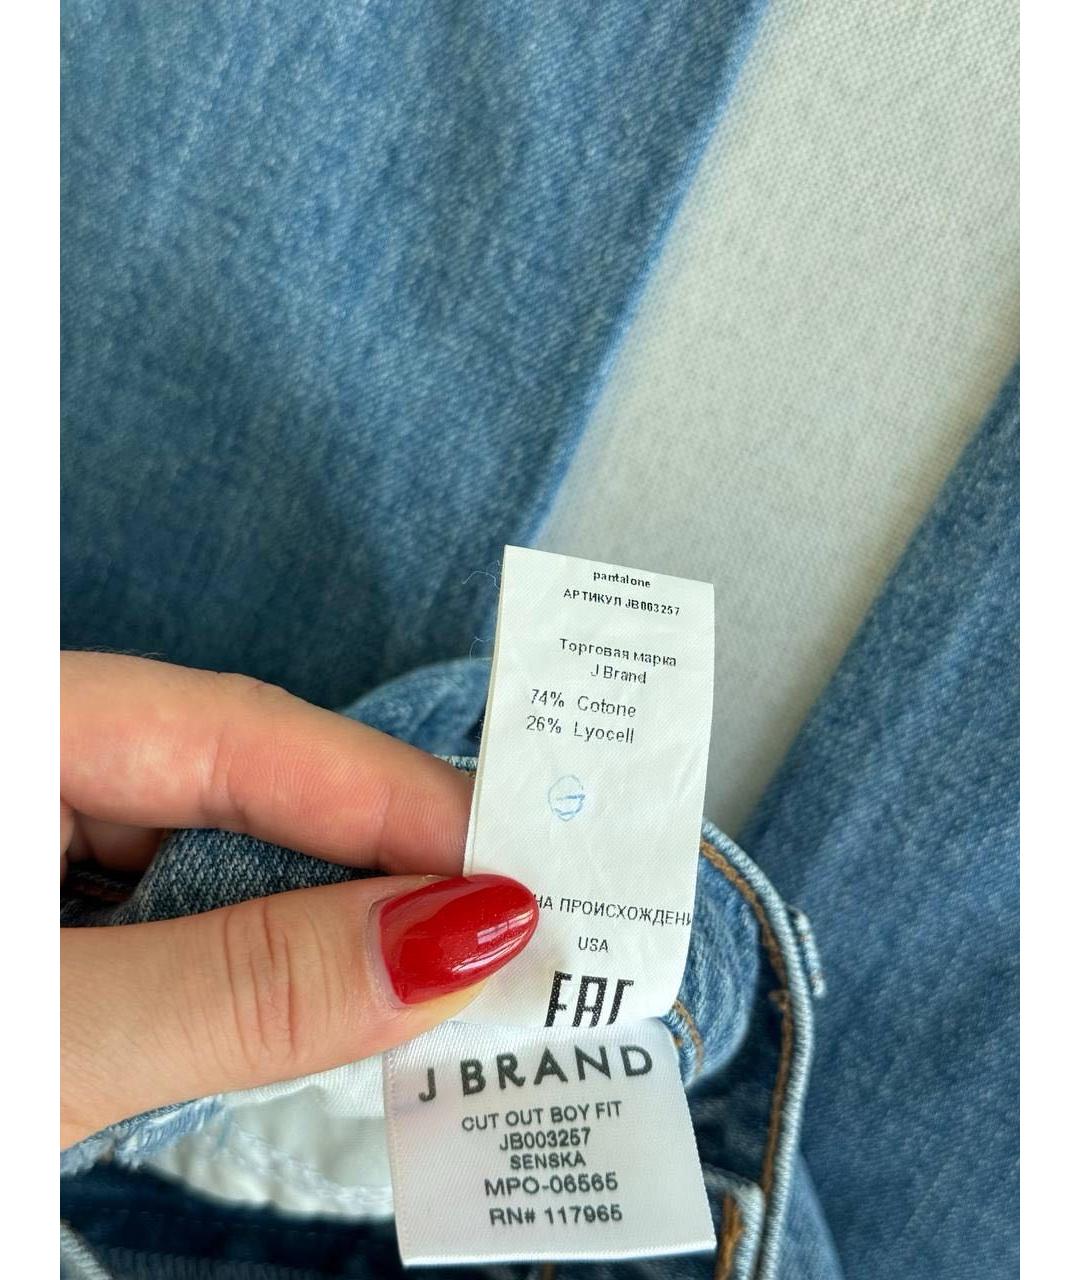 pantalone
АРТИКУЛ JB003257
Торговая марка
J Brand
74% Cotone
26% Lyocell
НА ПРОИСХОЖДЕНИ
USA
EAC
J BRAND
CUT OUT BOY FIT
JB003257
SENSKA
MPO-06565
RN# 117965